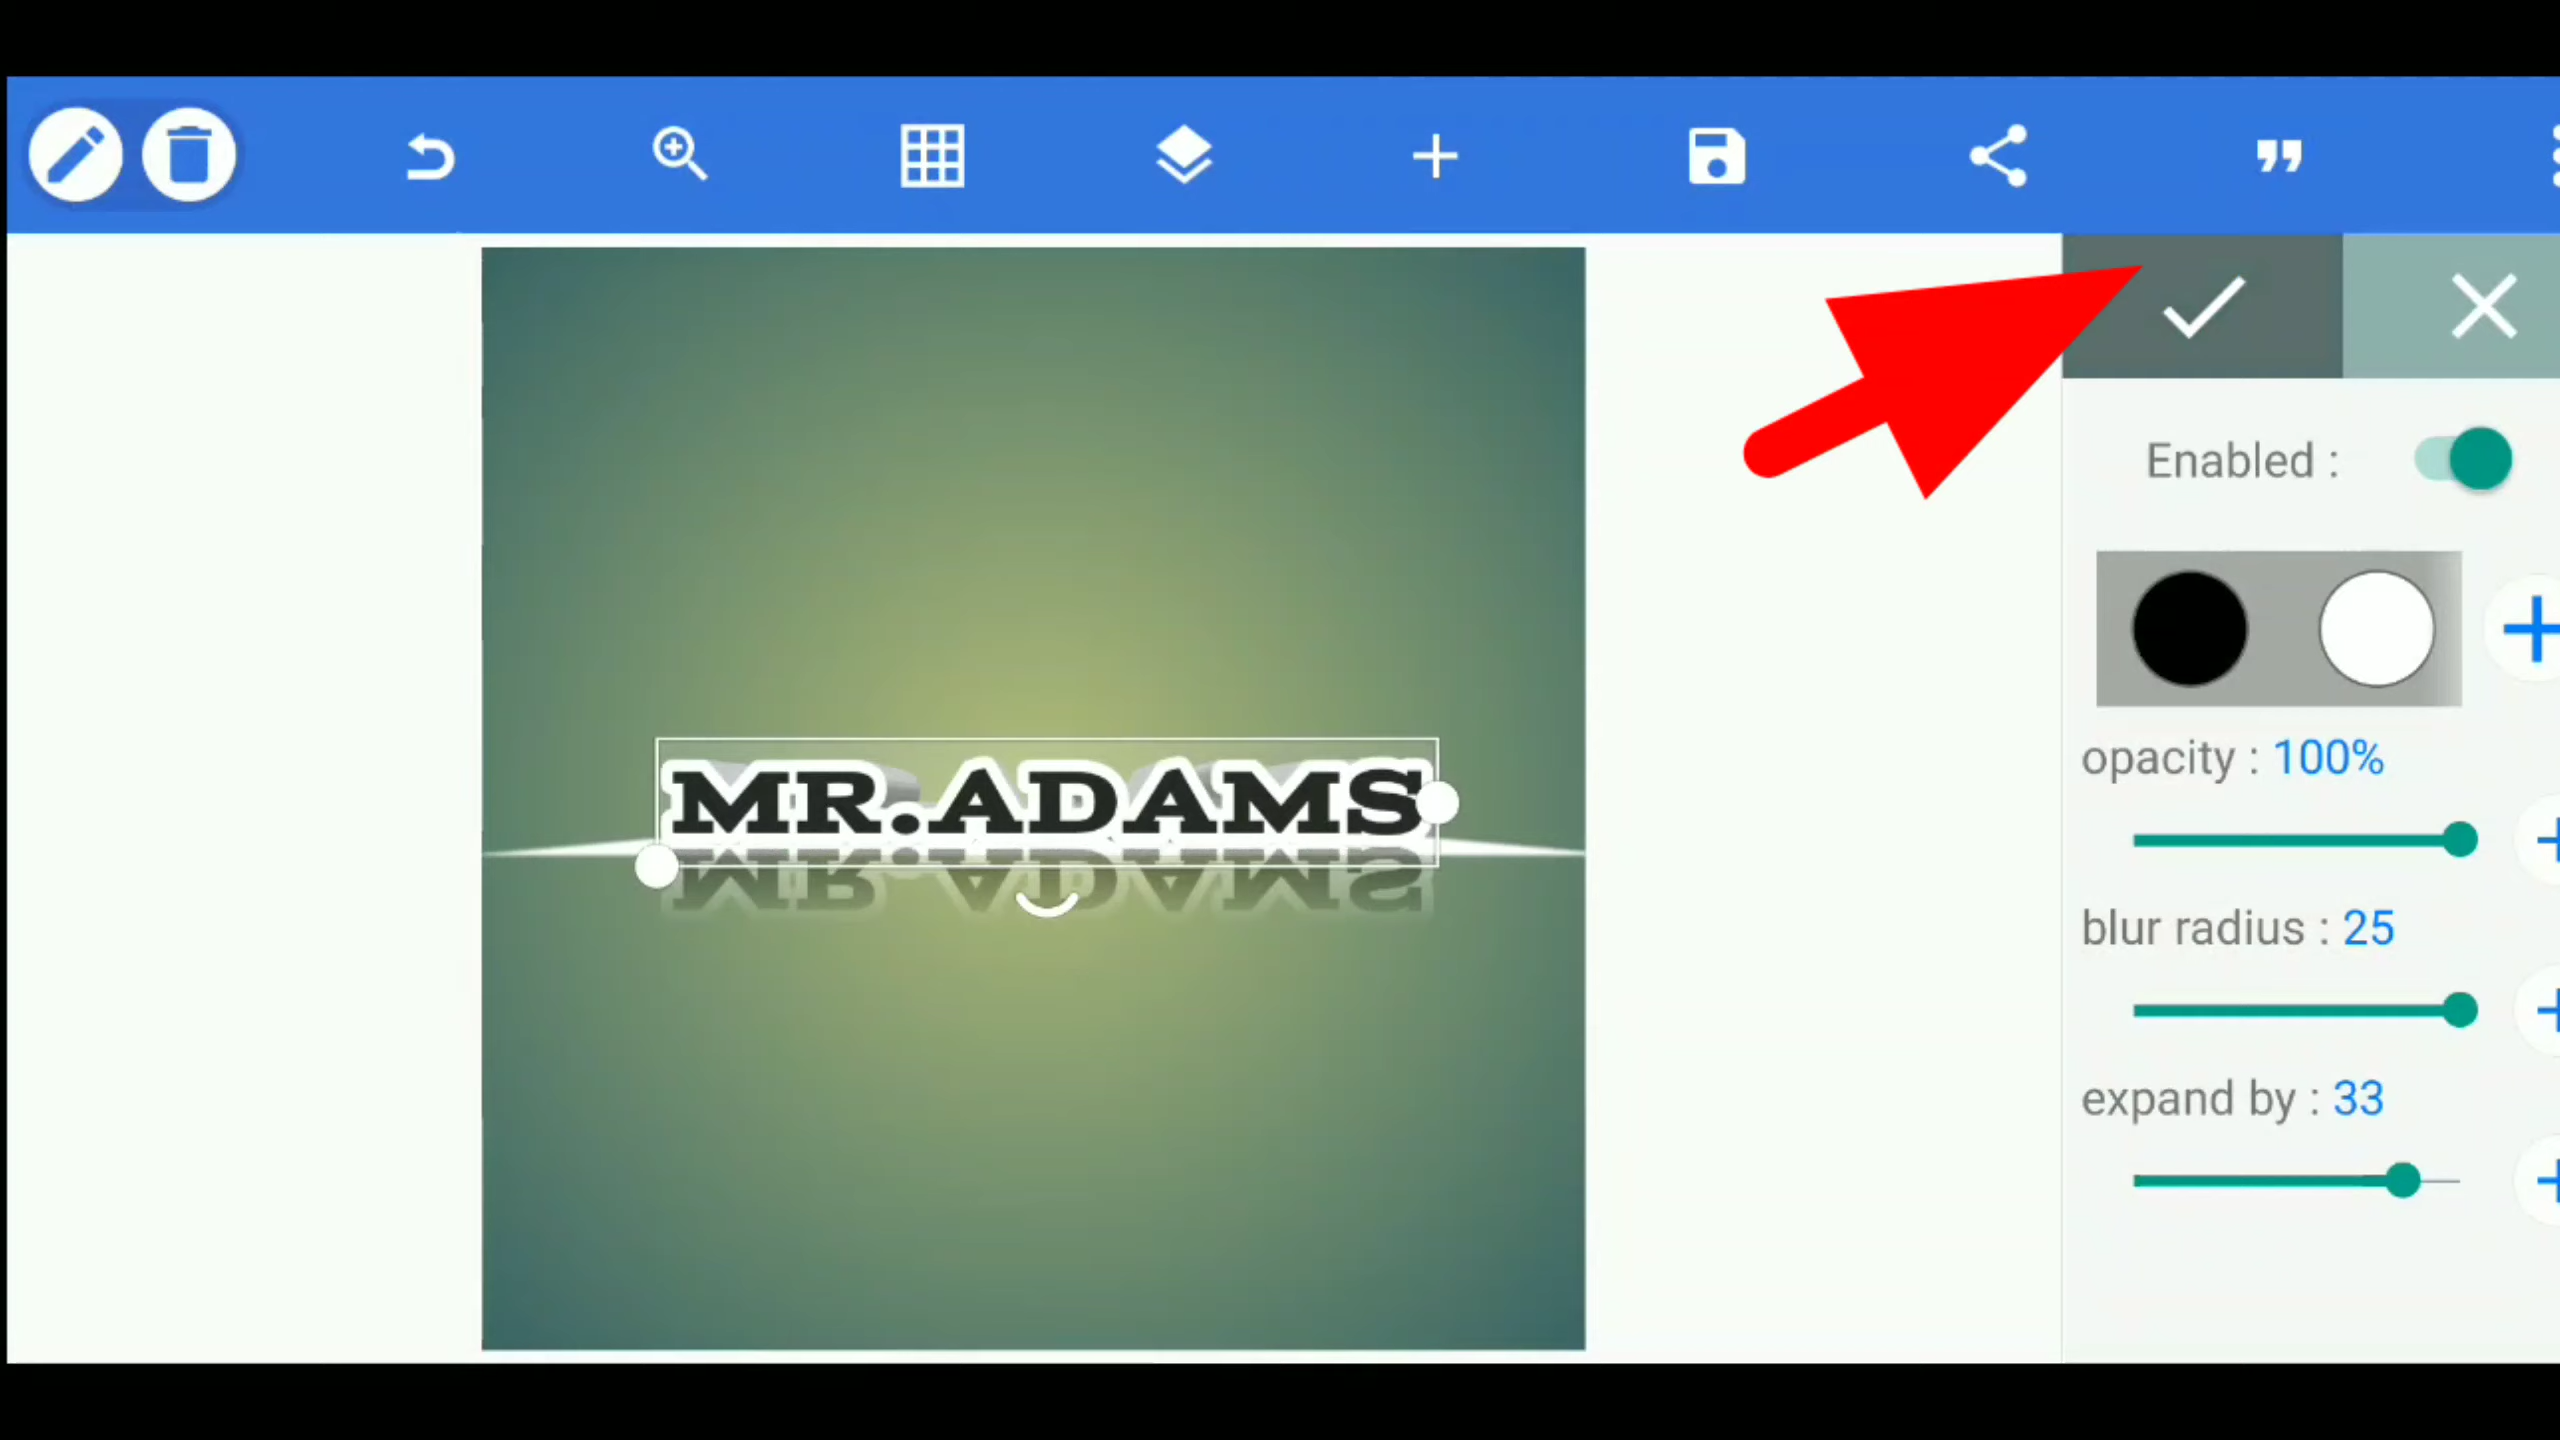 Enabled :
opacity : 100%
MR.ADAMS
blur radius : 25
expand by : 33